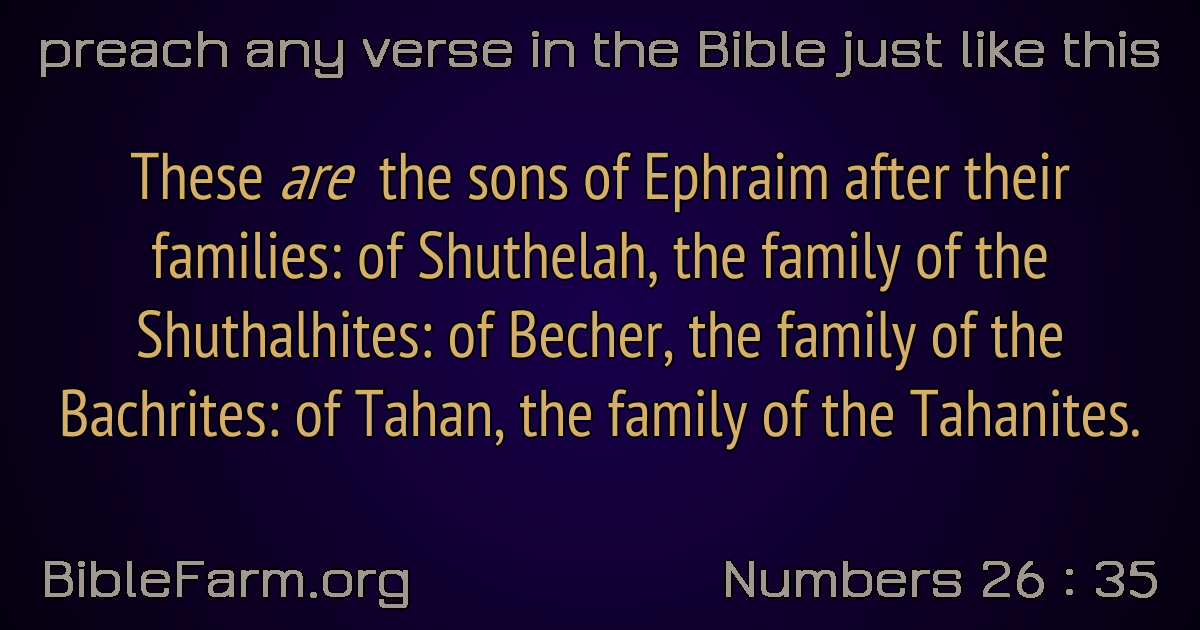 preach any verse in the Bible just like this
These are the sons of Ephraim after their
families: of Shuthelah, the family of the
Shuthalhites: of Becher, the family of the
Bachrites: of Tahan, the family of the Tahanites.
BibleFarm.org
Numbers 26 : 35